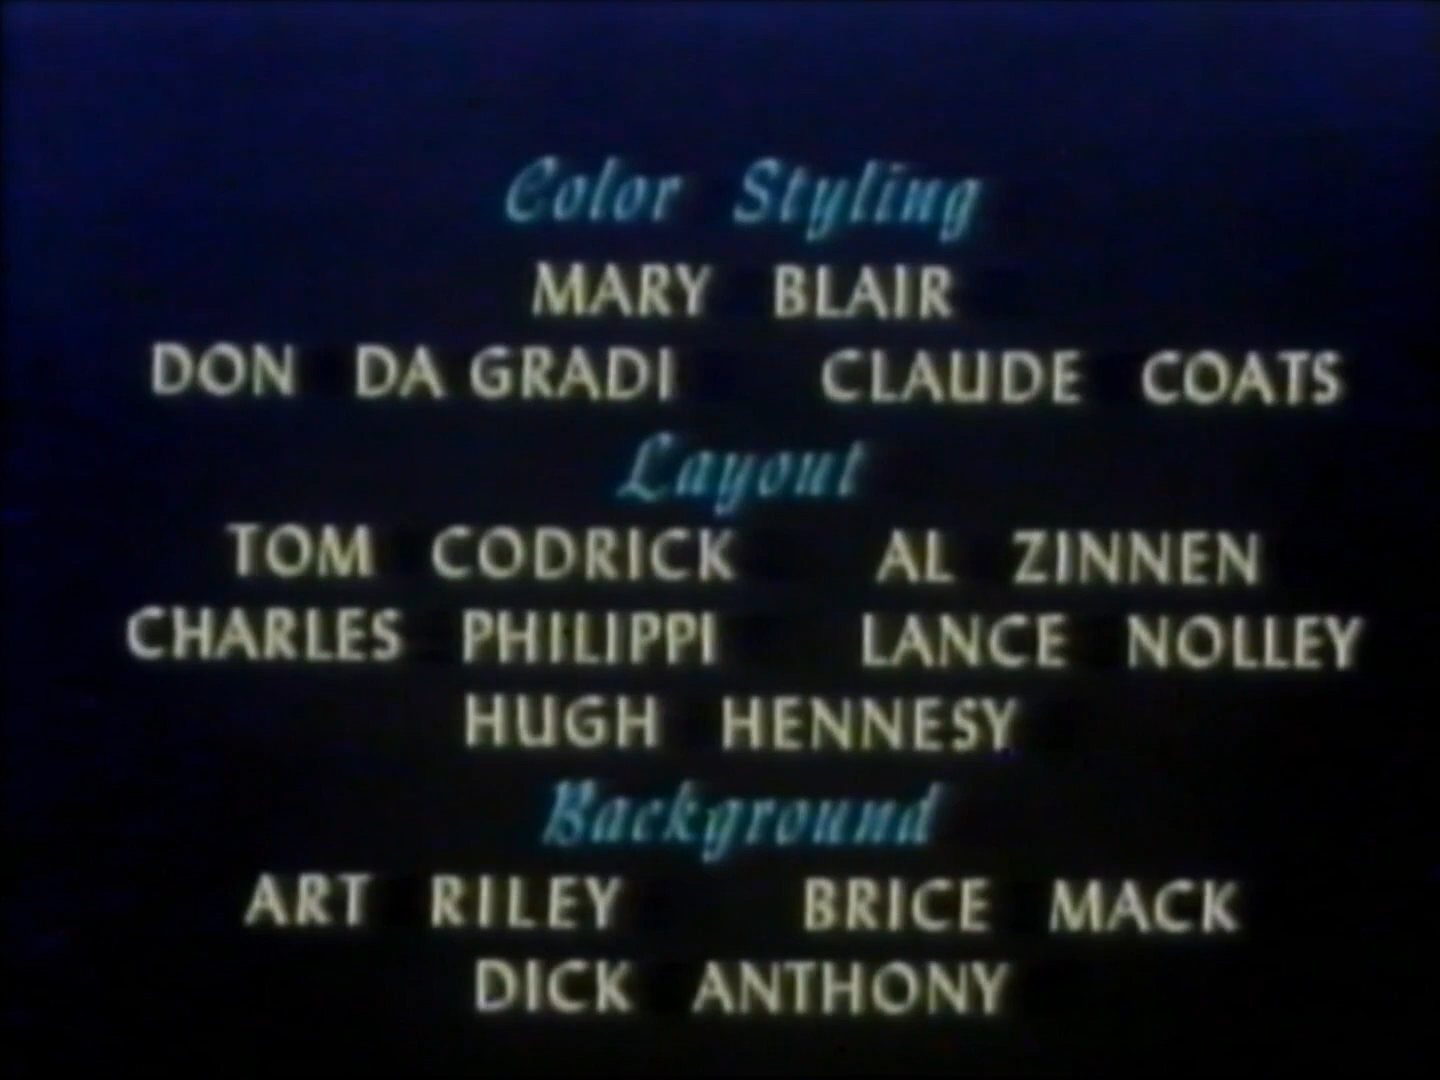 Color Styling
MARY BLAIR
DON DA GRADI CLAUDE COATS
Layout
TOM CODRICK AL ZINNEN
CHARLES PHILIPPI LANCE NOLLEY
HUGH HENNESY
Background
ART RILEY BRICE MACK
DICK ANTHONY